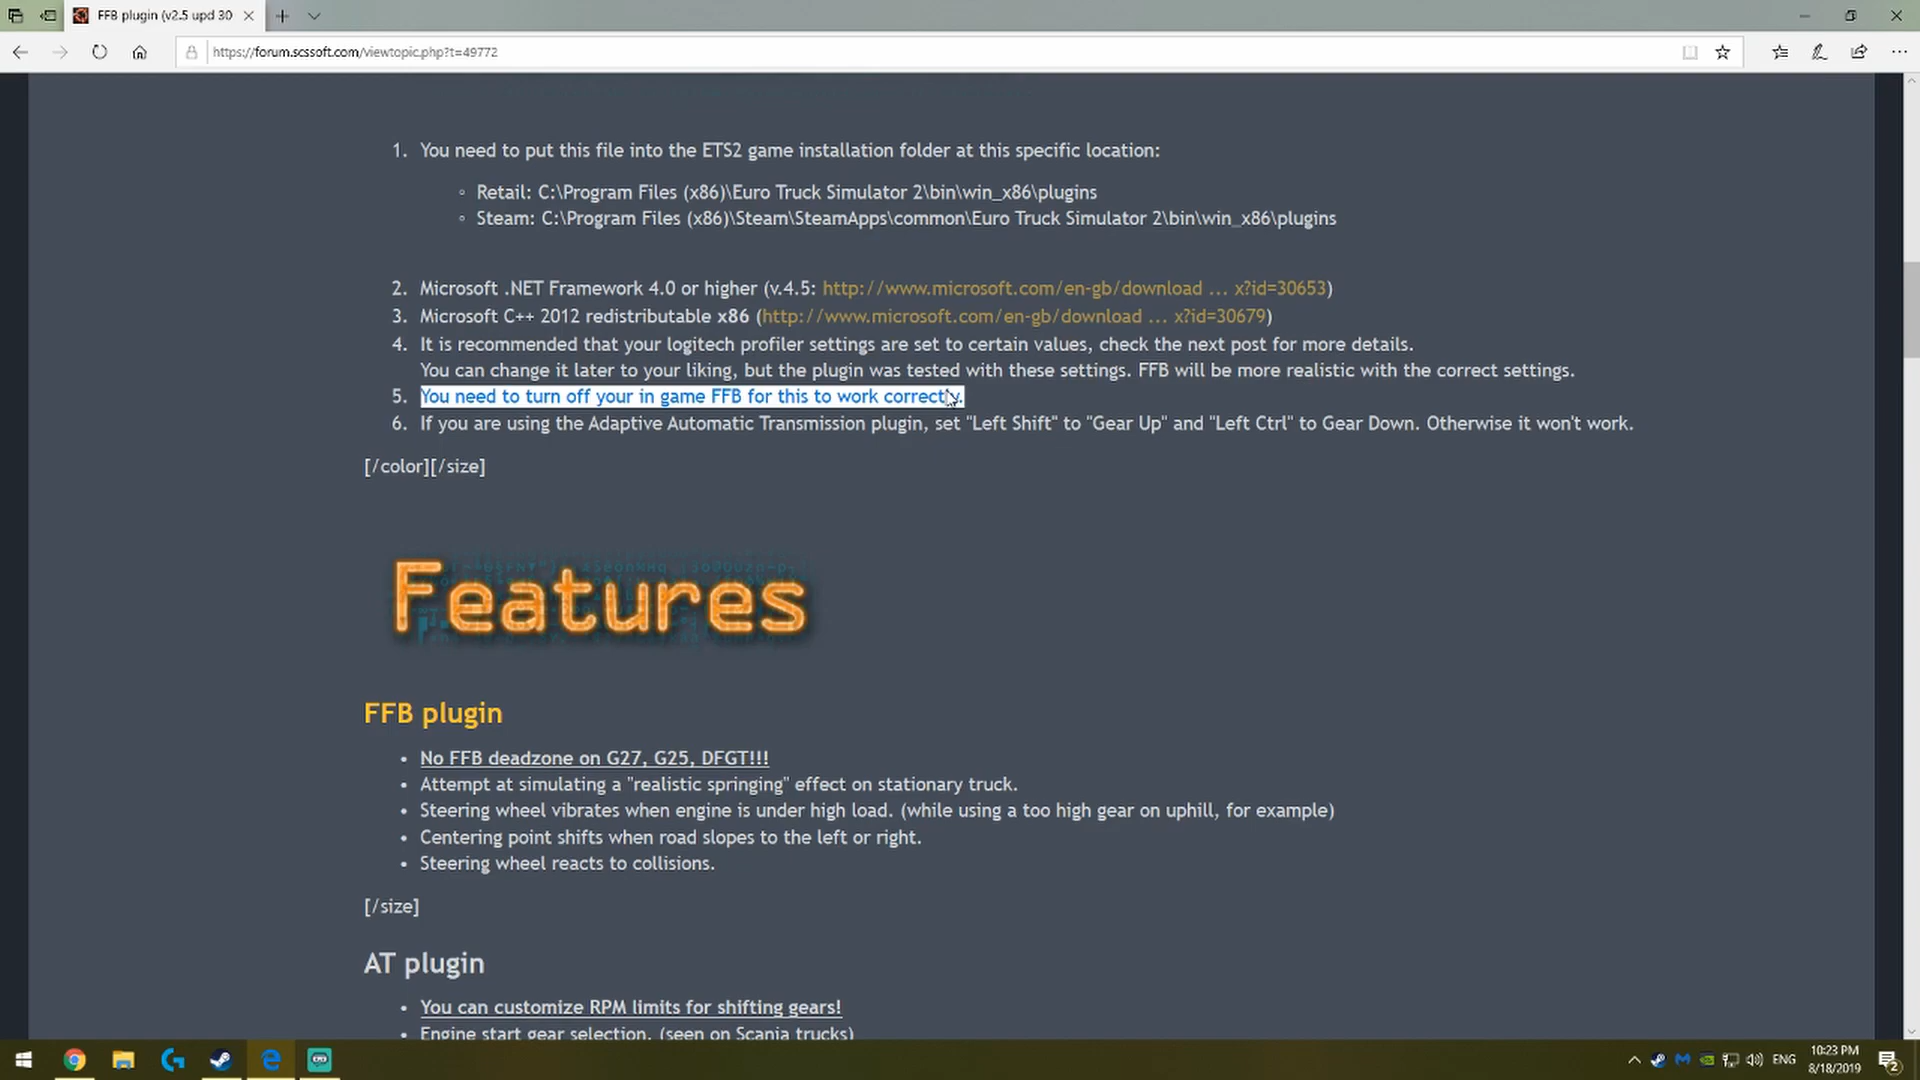 FFB plugin (v2.5 upd 30
https://forum.scssoft.com/viewtopic.php?t=49772
1. You need to put this file into the ETS2 game installation folder at this specific location:
Retail: C:\Program Files (x86)\Euro Truck Simulator 2\bin\win_x86\plugins
Steam: C:\Program Files (x86)\Steam\SteamApps\common\Euro Truck Simulator 2\bin\win_x86\plugins
2. Microsoft .NET Framework 4.0 or higher (v.4.5: http://www.microsoft.com/en-gb/download ... x?id=30653)
3. Microsoft C++ 2012 redistributable x86 (http://www.microsoft.com/en-gb/download ... x?id=30679)
4. It is recommended that your logitech profiler settings are set to certain values, check the next post for more details.
You can change it later to your liking, but the plugin was tested with these settings. FFB will be more realistic with the correct settings.
5. You need to turn off your in game FFB for this to work correctly.
6. If you are using the Adaptive Automatic Transmission plugin, set "Left Shift" to "Gear Up" and "Left Ctrl" to Gear Down. Otherwise it won't work.
[/color][/size]
Features
FFB plugin
• No FFB deadzone on G27, G25, DFGT!!!
• Attempt at simulating a "realistic springing" effect on stationary truck.
• Steering wheel vibrates when engine is under high load. (while using a too high gear on uphill, for example)
• Centering point shifts when road slopes to the left or right.
• Steering wheel reacts to collisions.
[/size]
AT plugin
• You can customize RPM limits for shifting gears!
• Engine start gear selection. (seen on Scania trucks)
ENG
10:23 PM
8/18/2019
2